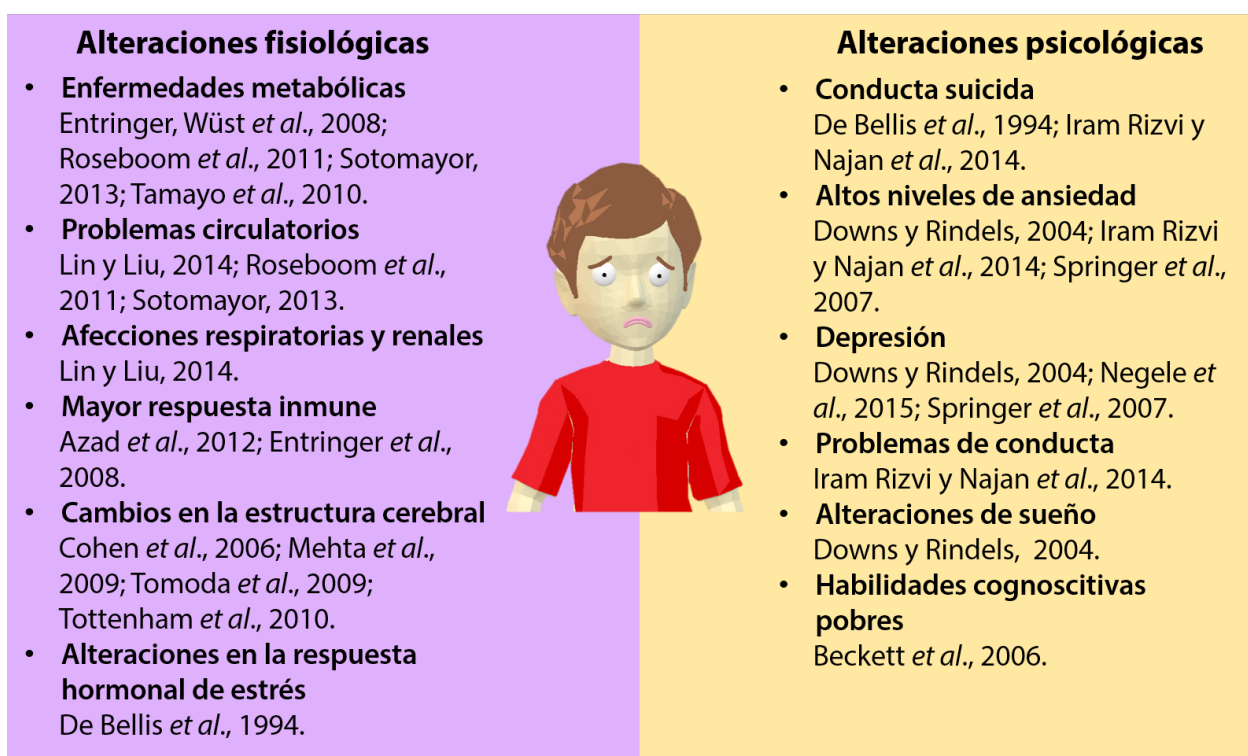 Alteraciones fisiológicas
• Enfermedades metabólicas
Entringer, Wüst et al., 2008;
Roseboom et al., 2011; Sotomayor,
2013; Tamayo et al., 2010.
• Problemas circulatorios
Lin y Liu, 2014; Roseboom et al.,
2011; Sotomayor, 2013.
• Afecciones respiratorias y renales
Lin y Liu, 2014.
• Mayor respuesta inmune
Azad et al., 2012; Entringer et al.,
2008.
• Cambios en la estructura cerebral
Cohen et al., 2006; Mehta et al.,
2009; Tomoda et al., 2009;
Tottenham et al., 2010.
• Alteraciones en la respuesta
hormonal de estrés
De Bellis et al., 1994.
Alteraciones psicológicas
• Conducta suicida
De Bellis et al., 1994; Iram Rizvi y
Najan et al., 2014.
• Altos niveles de ansiedad
Downs y Rindels, 2004; Iram Rizvi
y Najan et al., 2014; Springer et al.,
2007.
• Depresión
Downs y Rindels, 2004; Negele et
al., 2015; Springer et al., 2007.
• Problemas de conducta
Iram Rizvi y Najan et al., 2014.
• Alteraciones de sueño
Downs y Rindels, 2004.
• Habilidades cognoscitivas
pobres
Beckett et al., 2006.